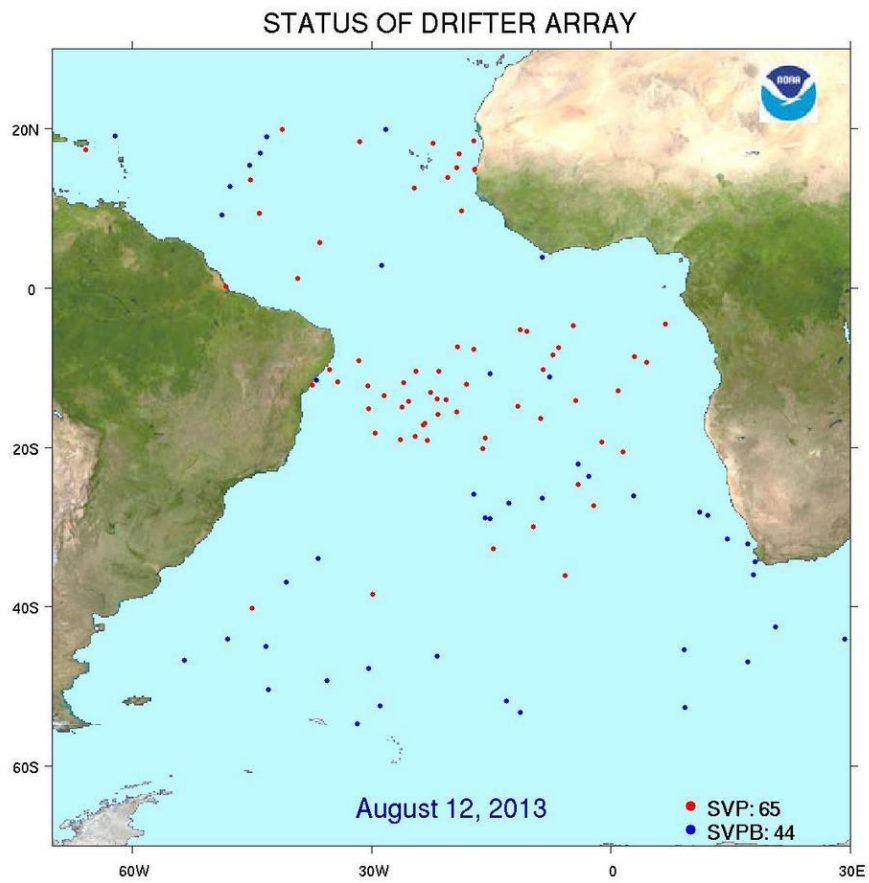 STATUS OF DRIFTER ARRAY
NOAA
20N
0
20S
40S
60S
August 12, 2013
SVP: 65
SVPB: 44
60W
30W
0
30E